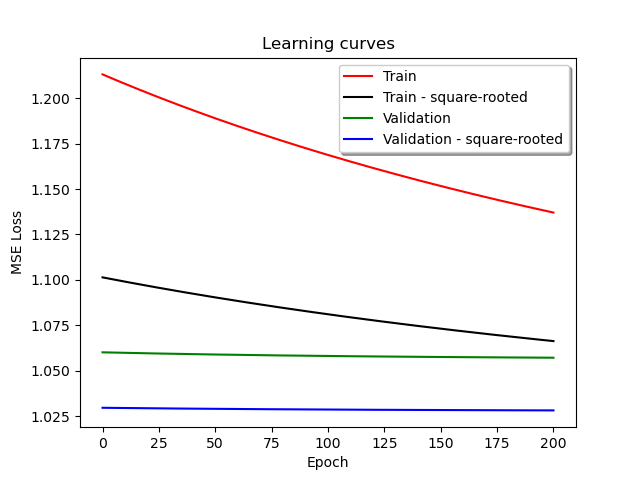 Learning curves
Train
Train - square-rooted
Validation
Validation - square-rooted
MSE Loss
1.200
1.175
1.150
1.125
1.100
1.075
1.050
1.025
0 25 50 75 100 125 150 175 200
Epoch